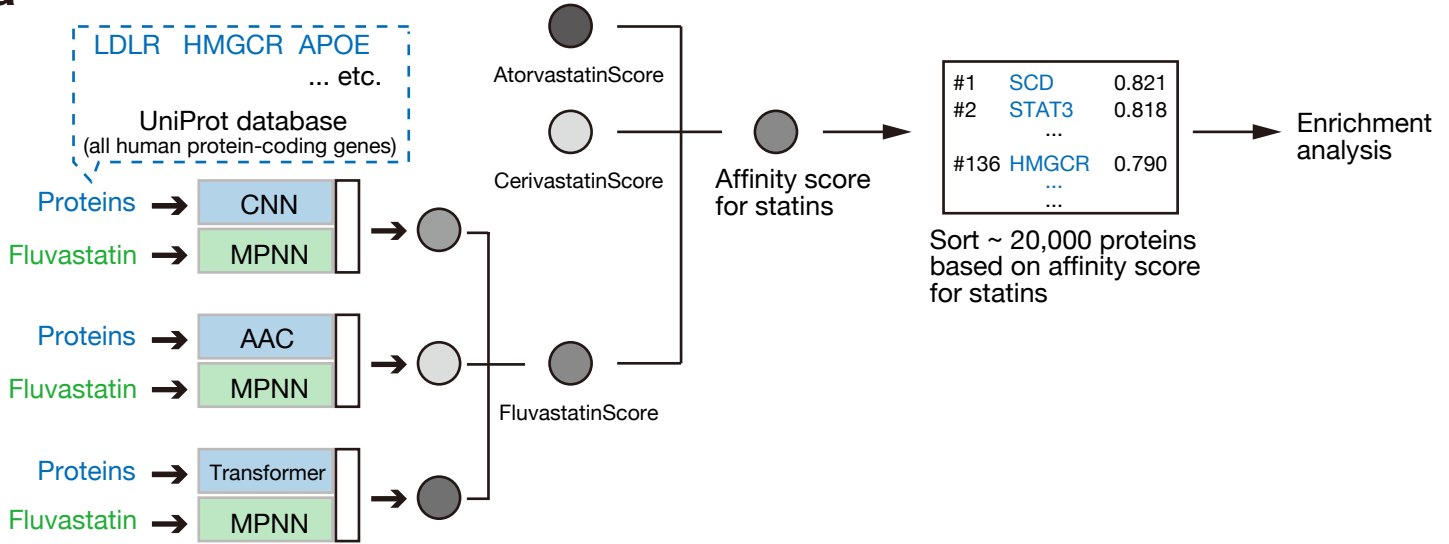 a
LDLR HMGCR APOE
... etc.
UniProt database
(all human protein-coding genes)
Proteins
CNN
Fluvastatin
MPNN
Proteins
AAC
Fluvastatin
MPNN
Proteins
Transformer
Fluvastatin
MPNN
AtorvastatinScore
CerivastatinScore
FluvastatinScore
Affinity score
for statins
#1 SCD 0.821
#2 STAT3 0.818
...
#136 HMGCR 0.790
...
...
Sort ~ 20,000 proteins
based on affinity score
for statins
Enrichment
analysis